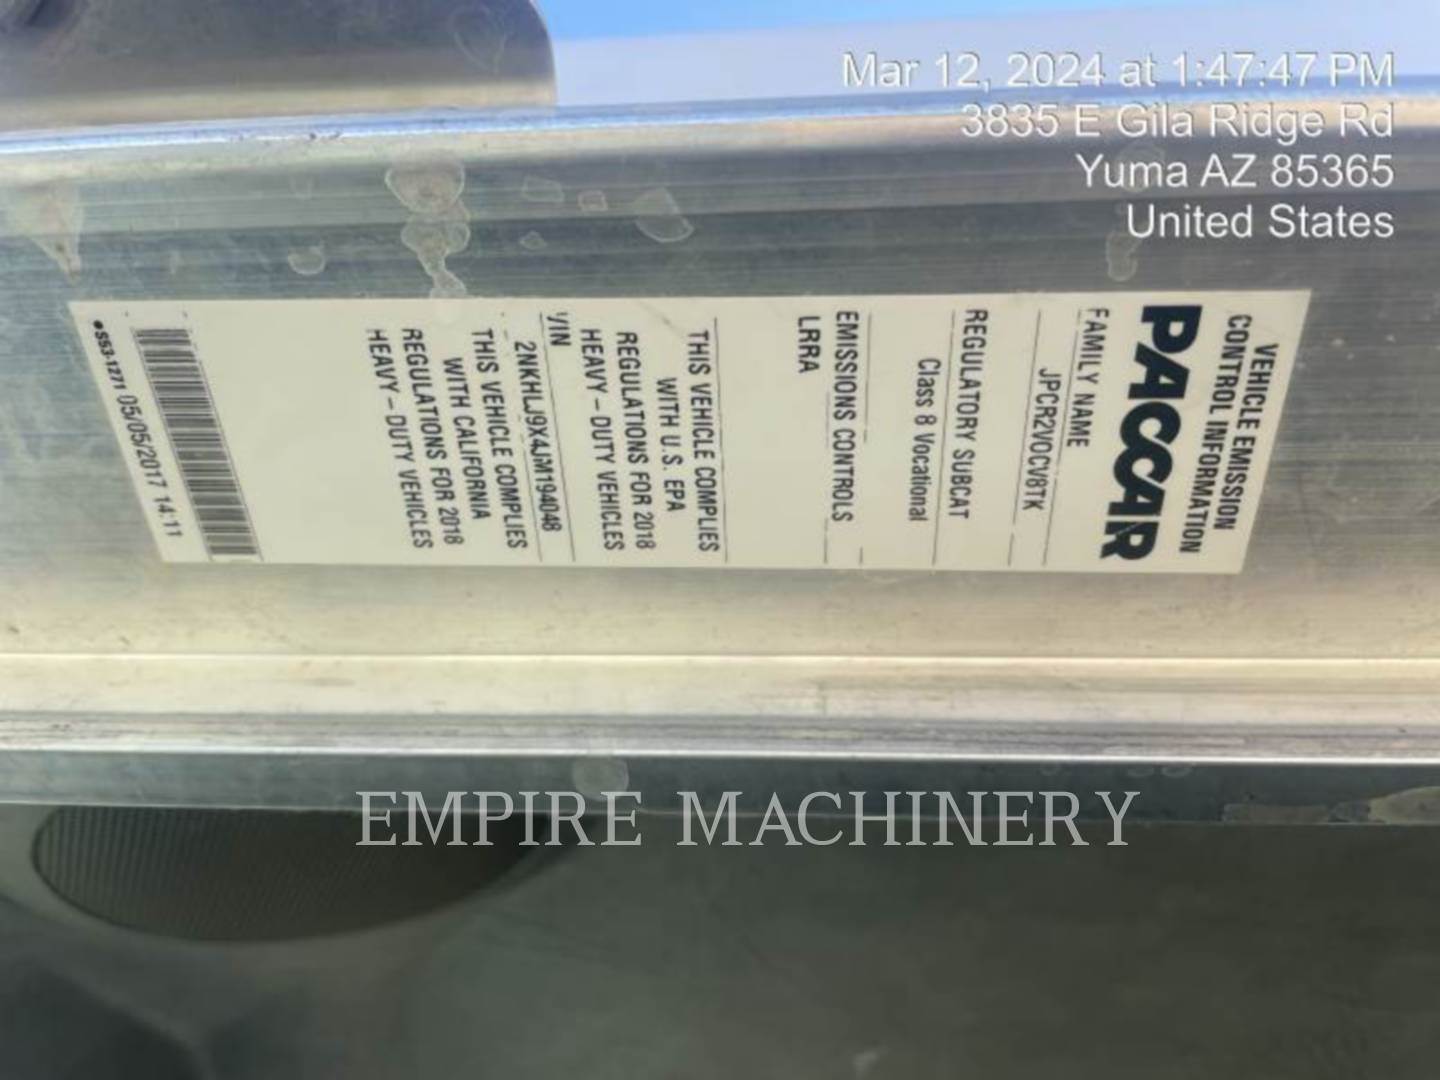 Mar 12, 2024 at 1:47:47 PM
3835 E Gila Ridge Rd
Yuma AZ 85365
United States
VEHICLE EMISSION
CONTROL INFORMATION
PACCAR
FAMILY NAME
JPCR2VOCV8TK
REGULATORY SUBCAT
Class 8 Vocational
EMISSIONS CONTROLS
LRRA
THIS VEHICLE COMPLIES
WITH U.S. EPA
REGULATIONS FOR 2018
HEAVY – DUTY VEHICLES
VIN
2NKHLJ9X4JM194048
THIS VEHICLE COMPLIES
WITH CALIFORNIA
REGULATIONS FOR 2018
HEAVY – DUTY VEHICLES
●S53-1271 05/05/2017 14:11
EMPIRE MACHINERY